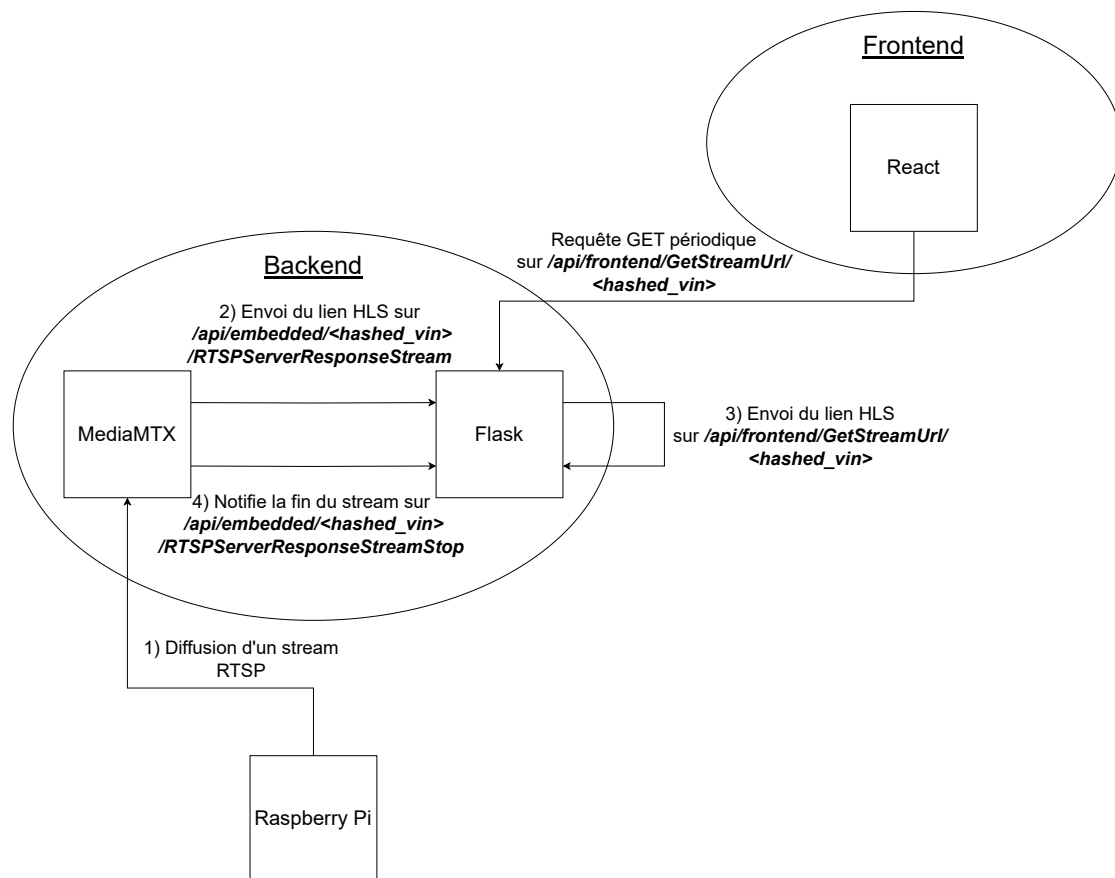 Frontend
React
Requête GET périodique
sur /api/frontend/GetStreamUrl/
<hashed_vin>
Backend
2) Envoi du lien HLS sur
/api/embedded/<hashed_vin>
/RTSPServerResponseStream
MediaMTX
Flask
3) Envoi du lien HLS
sur /api/frontend/GetStreamUrl/
<hashed_vin>
4) Notifie la fin du stream sur
/api/embedded/<hashed_vin>
/RTSPServerResponseStreamStop
1) Diffusion d'un stream
RTSP
Raspberry Pi